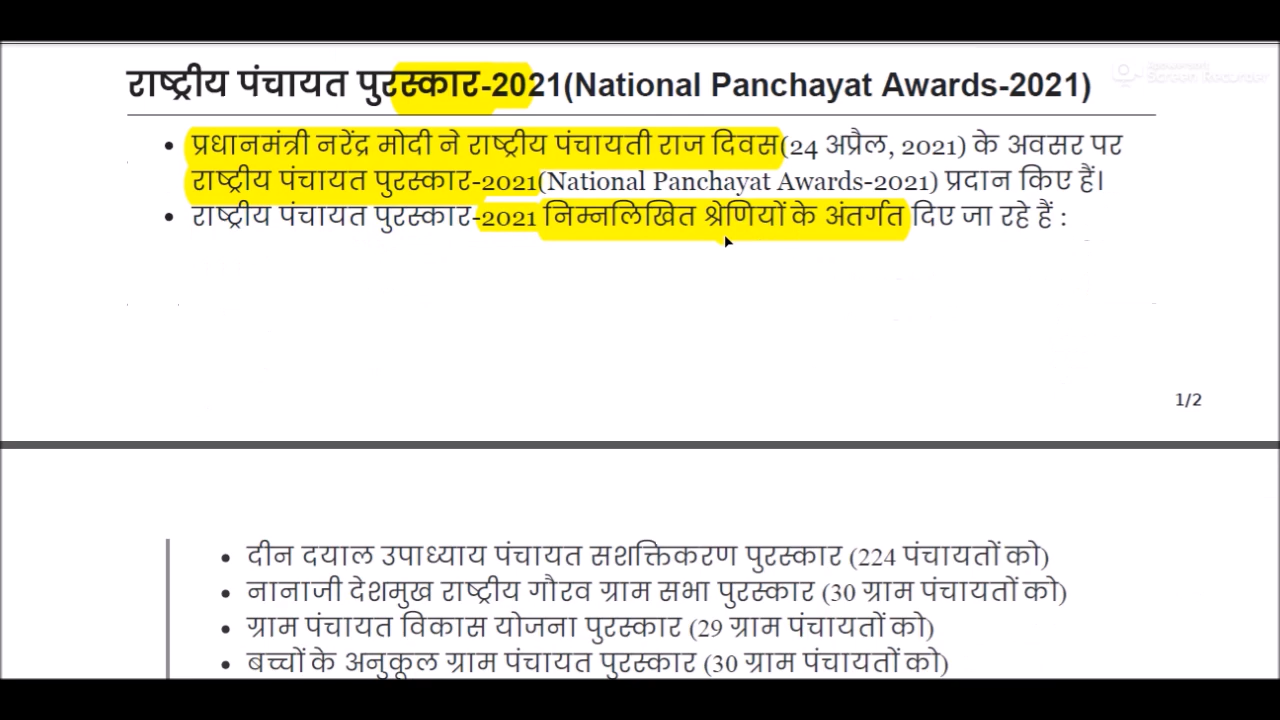 राष्ट्रीय पंचायत पुरस्कार-2021(National Panchayat Awards-2021)
Screen Recorder
• प्रधानमंत्री नरेंद्र मोदी ने राष्ट्रीय पंचायती राज दिवस(24 अप्रैल, 2021) के अवसर पर
राष्ट्रीय पंचायत पुरस्कार-2021(National Panchayat Awards-2021) प्रदान किए हैं।
• राष्ट्रीय पंचायत पुरस्कार-2021 निम्नलिखित श्रेणियों के अंतर्गत दिए जा रहे हैं :
1/2
• दीन दयाल उपाध्याय पंचायत सशक्तिकरण पुरस्कार (224 पंचायतों को)
• नानाजी देशमुख राष्ट्रीय गौरव ग्राम सभा पुरस्कार (30 ग्राम पंचायतों को)
• ग्राम पंचायत विकास योजना पुरस्कार (29 ग्राम पंचायतों को)
• बच्चों के अनुकूल ग्राम पंचायत पुरस्कार (30 ग्राम पंचायतों को)